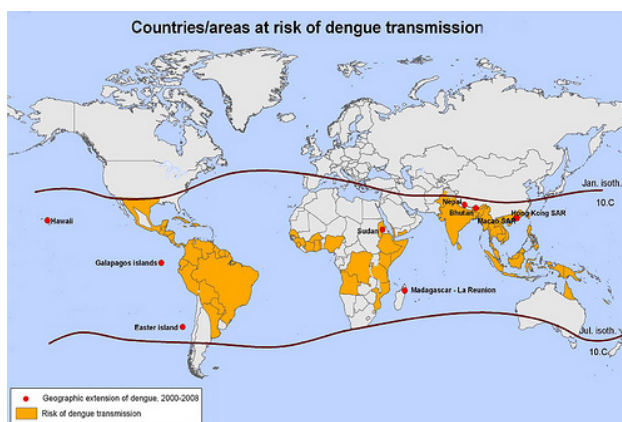 Countries/areas at risk of dengue transmission
Jan. isoth.
10.C
Hawaii
Nepal
Bhutan
Hong Kong SAR
Macao SAR
Sudan
Galapagos islands
Madagascar - La Reunion
Easter island
Jul. isoth.
10.C
Geographic extension of dengue, 2000-2008
Risk of dengue transmission